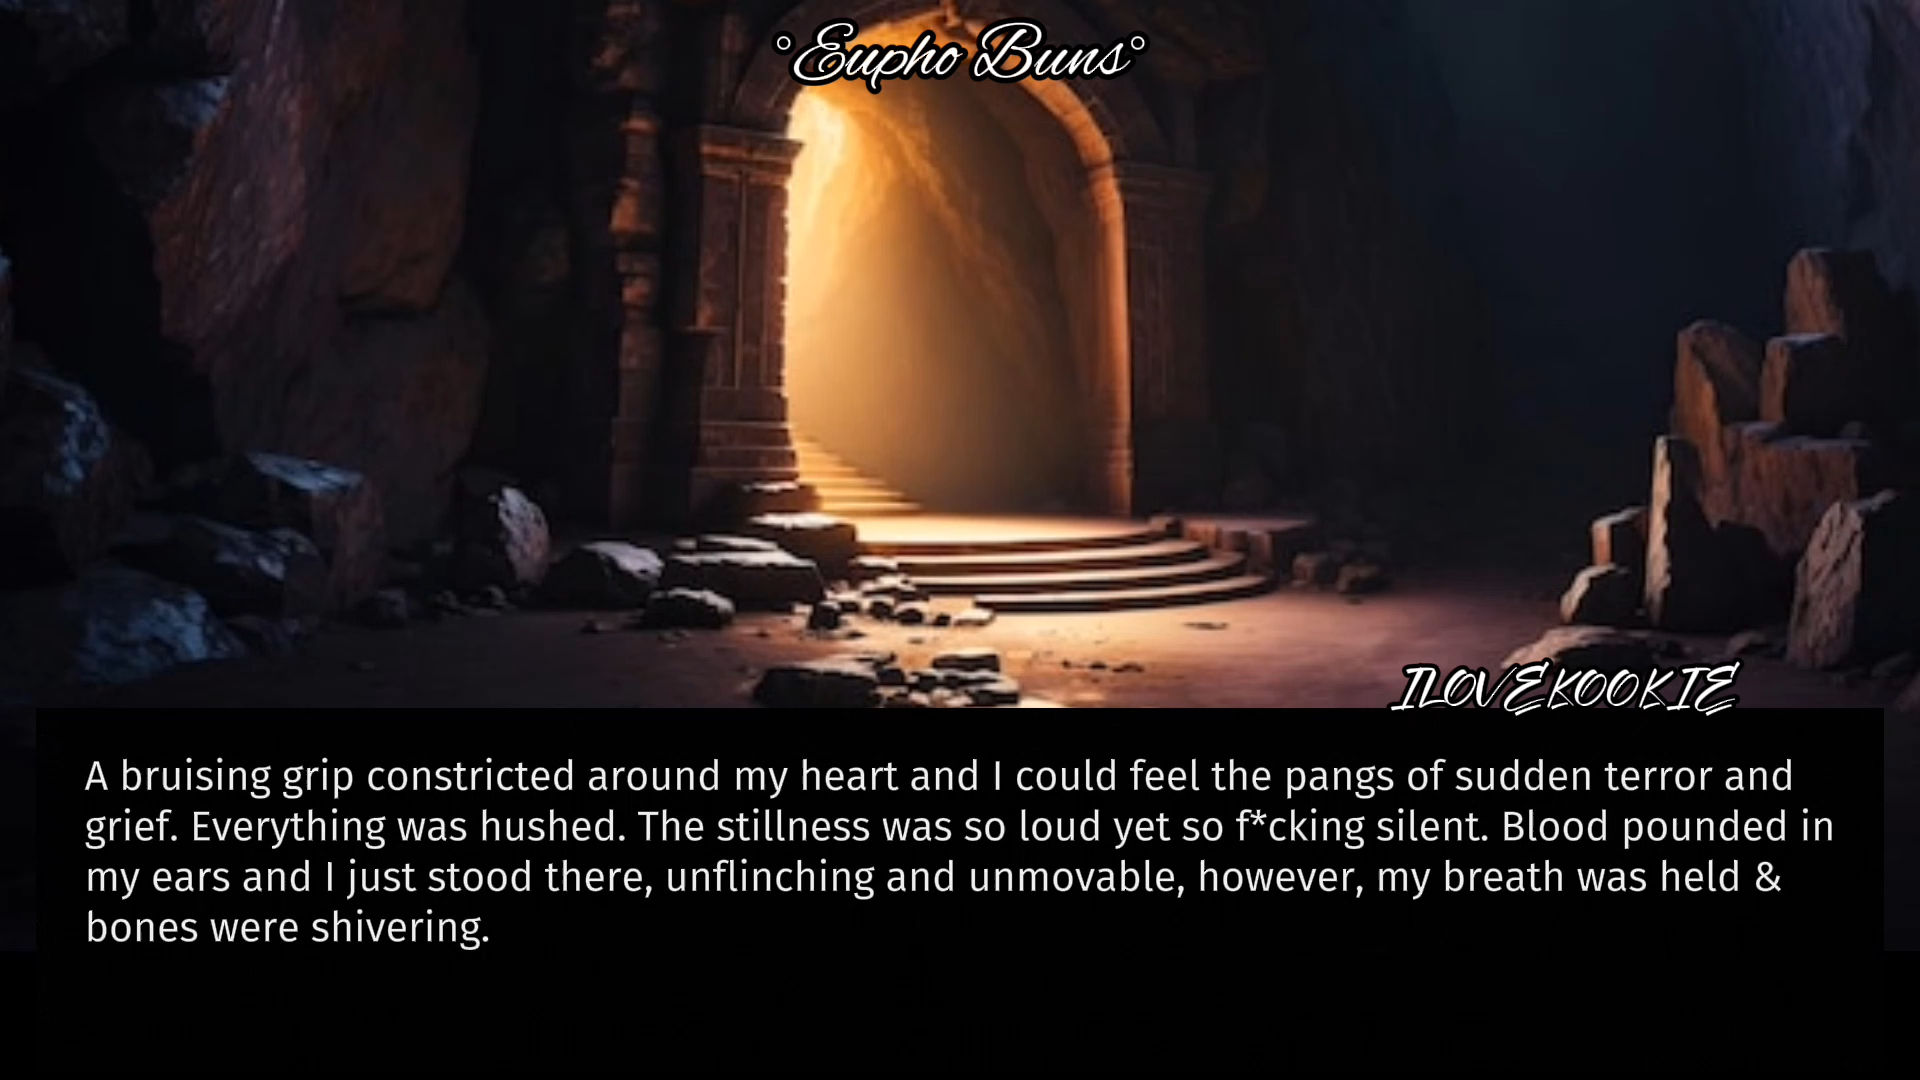 °Eupho Buns°
ILOVEKOOKIE
A bruising grip constricted around my heart and I could feel the pangs of sudden terror and
grief. Everything was hushed. The stillness was so loud yet so f*cking silent. Blood pounded in
my ears and I just stood there, unflinching and unmovable, however, my breath was held &
bones were shivering.